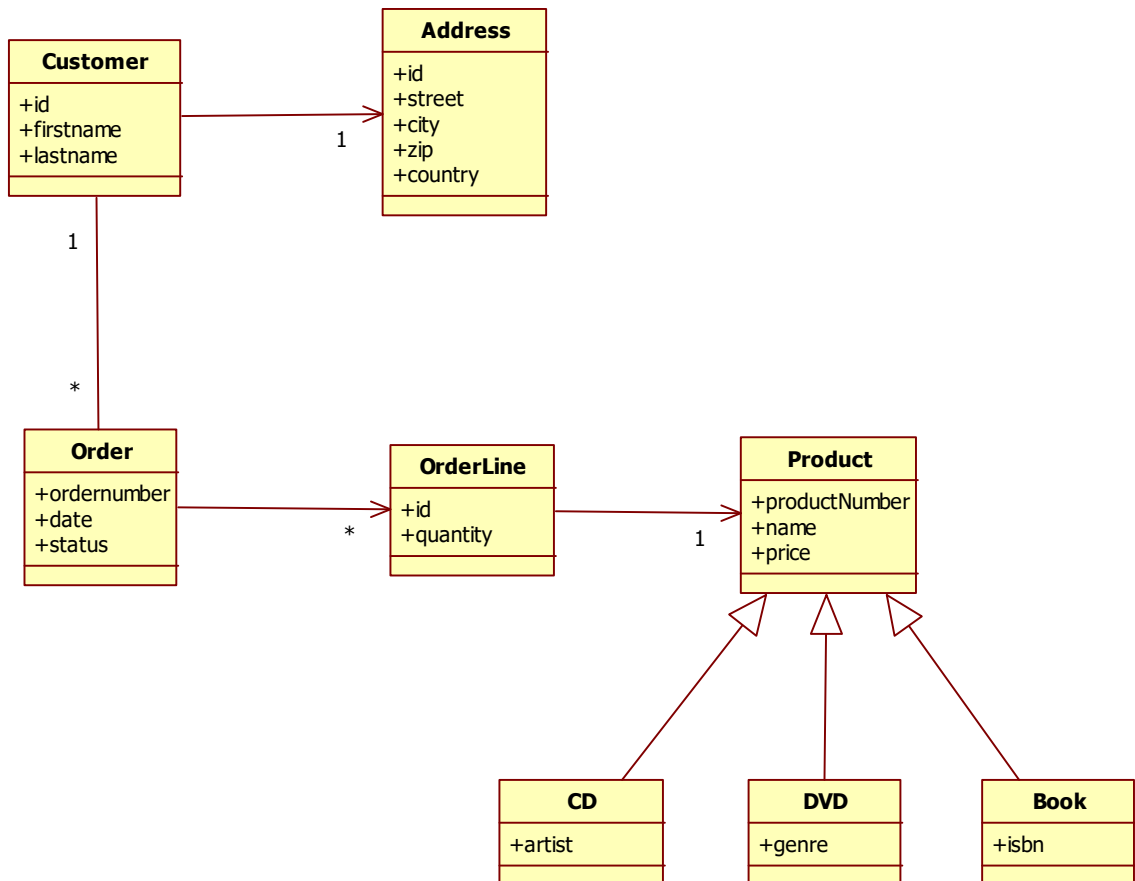 Customer
+id
+firstname
+lastname
1
Address
+id
+street
+city
+zip
+country
1
*
Order
+ordernumber
+date
+status
*
OrderLine
+id
+quantity
1
Product
+productNumber
+name
+price
CD
+artist
DVD
+genre
Book
+isbn